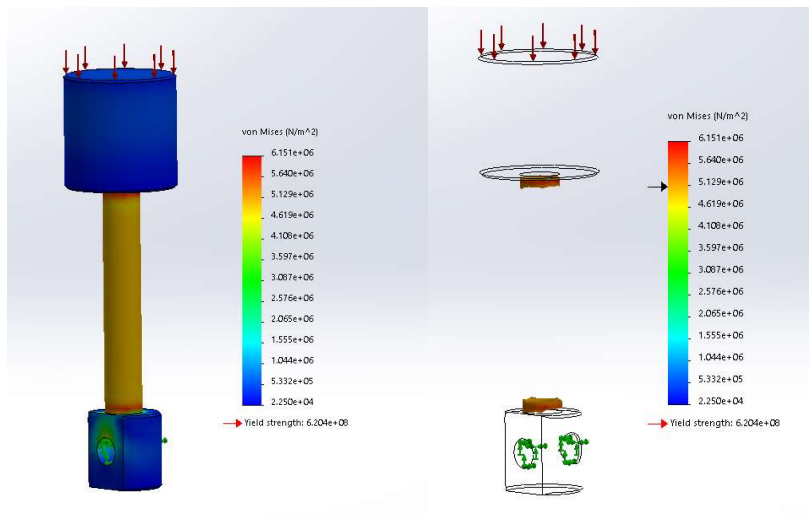 von Mises (N/m^2)
6.151e+06
5.640e+06
5.129e+06
4.619e+06
4.108e+06
3.597e+06
3.087e+06
2.576e+06
2.065e+06
1.555e+06
1.044e+06
5.332e+05
2.250e+04
Yield strength: 6.204e+08
von Mises (N/m^2)
6.151e+06
5.640e+06
5.129e+06
4.619e+06
4.108e+06
3.597e+06
3.087e+06
2.576e+06
2.065e+06
1.555e+06
1.044e+06
5.332e+05
2.250e+04
Yield strength: 6.204e+08